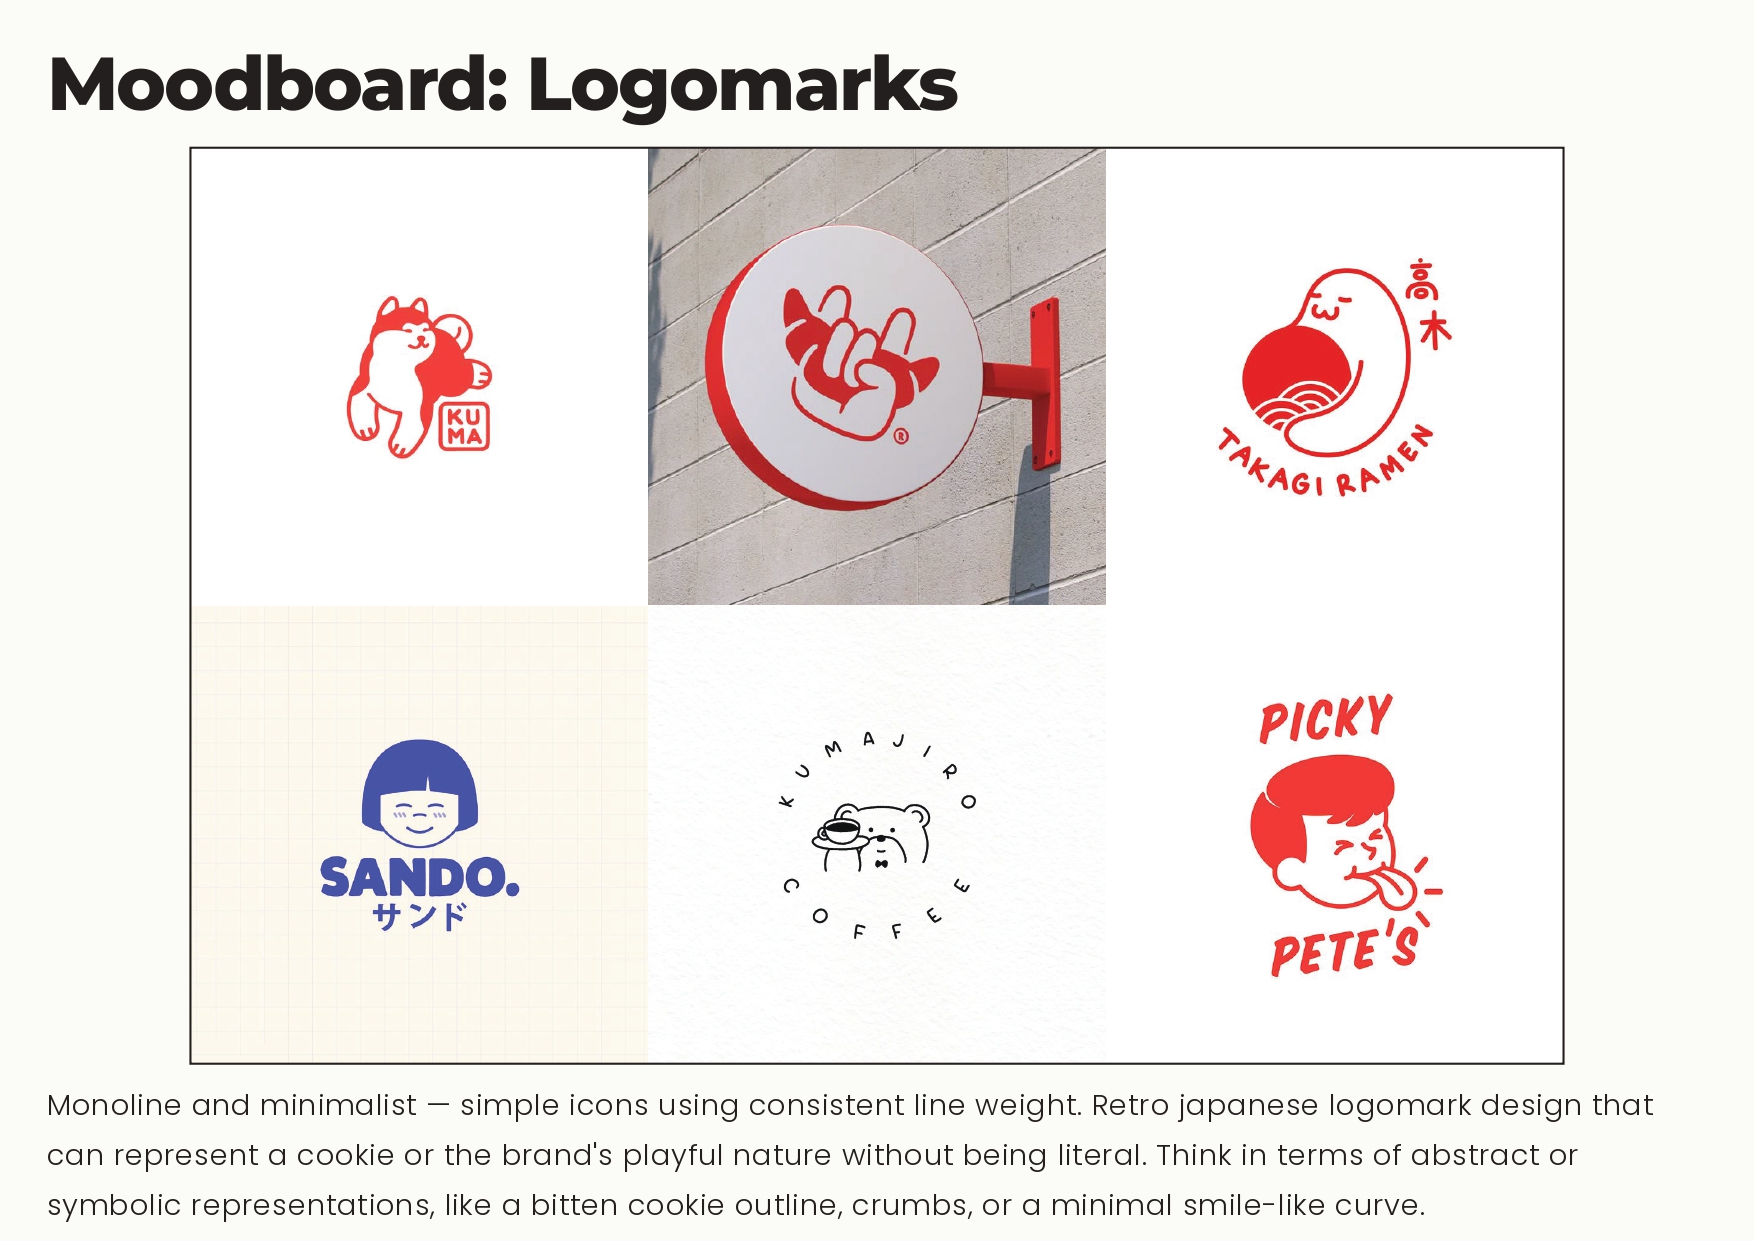 Moodboard: Logomarks
KU
MA
®
高
木
TAKAGI RAMEN
SANDO.
サンド
KUMAJIRO
COFFEE
PICKY
PETE'S
Monoline and minimalist — simple icons using consistent line weight. Retro japanese logomark design that
can represent a cookie or the brand's playful nature without being literal. Think in terms of abstract or
symbolic representations, like a bitten cookie outline, crumbs, or a minimal smile-like curve.